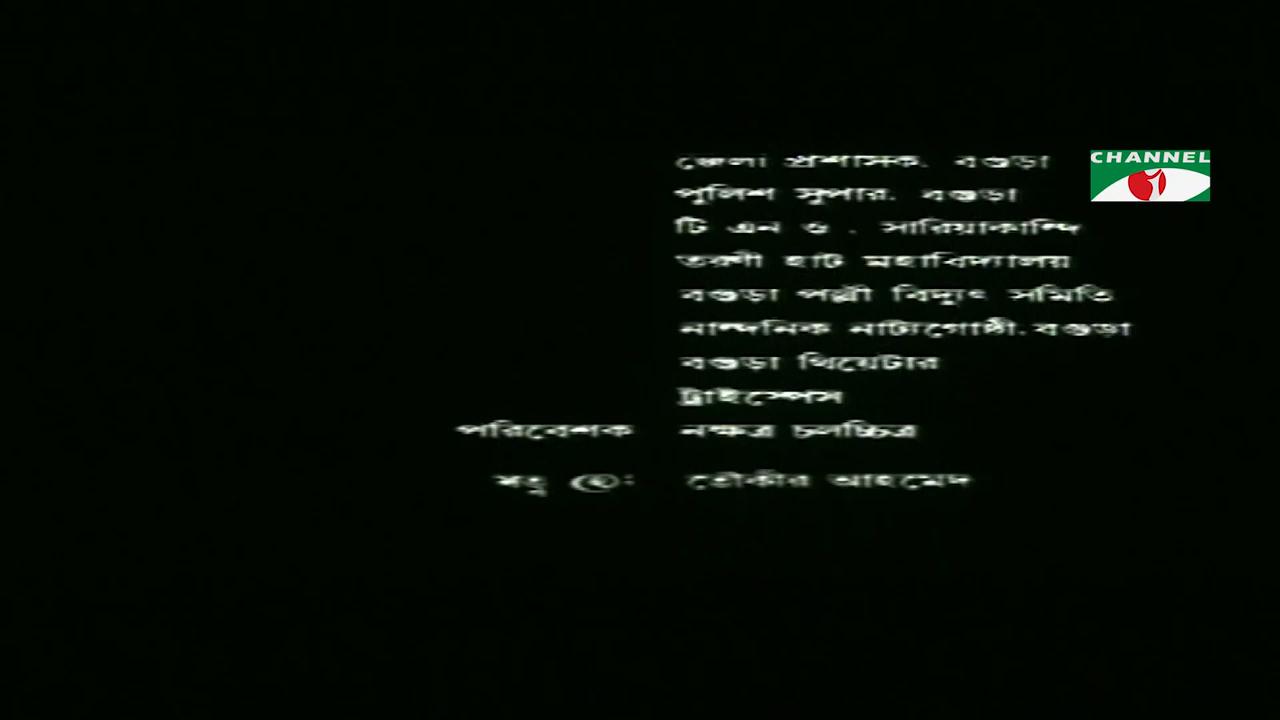 জেলা প্রশাসক. বগুড়া
CHANNEL i
পুলিশ সুপার. বগুড়া
টি এন ও . সারিয়াকান্দি
তরুণী হাট মহাবিদ্যালয়
বগুড়া পল্লী বিদ্যুৎ সমিতি
নান্দনিক নাট্যগোষ্ঠী. বগুড়া
বগুড়া থিয়েটার
ট্রাইস্পেস
পরিবেশক নক্ষত্র চলচ্চিত্র
স্বত্ব তৌকীর আহমেদ